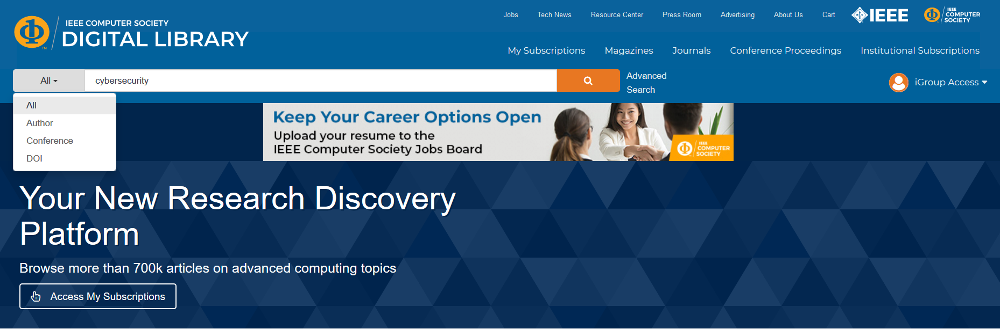 Jobs Tech News Resource Center Press Room Advertising About Us Cart IEEE IEEE COMPUTER SOCIETY
IEEE COMPUTER SOCIETY
DIGITAL LIBRARY
TM
My Subscriptions Magazines Journals Conference Proceedings Institutional Subscriptions
All cybersecurity
Advanced
Search
iGroup Access
All
Author
Conference
DOI
Keep Your Career Options Open
Upload your resume to the
IEEE Computer Society Jobs Board
IEEE
COMPUTER
SOCIETY
Your New Research Discovery
Platform
Browse more than 700k articles on advanced computing topics
Access My Subscriptions